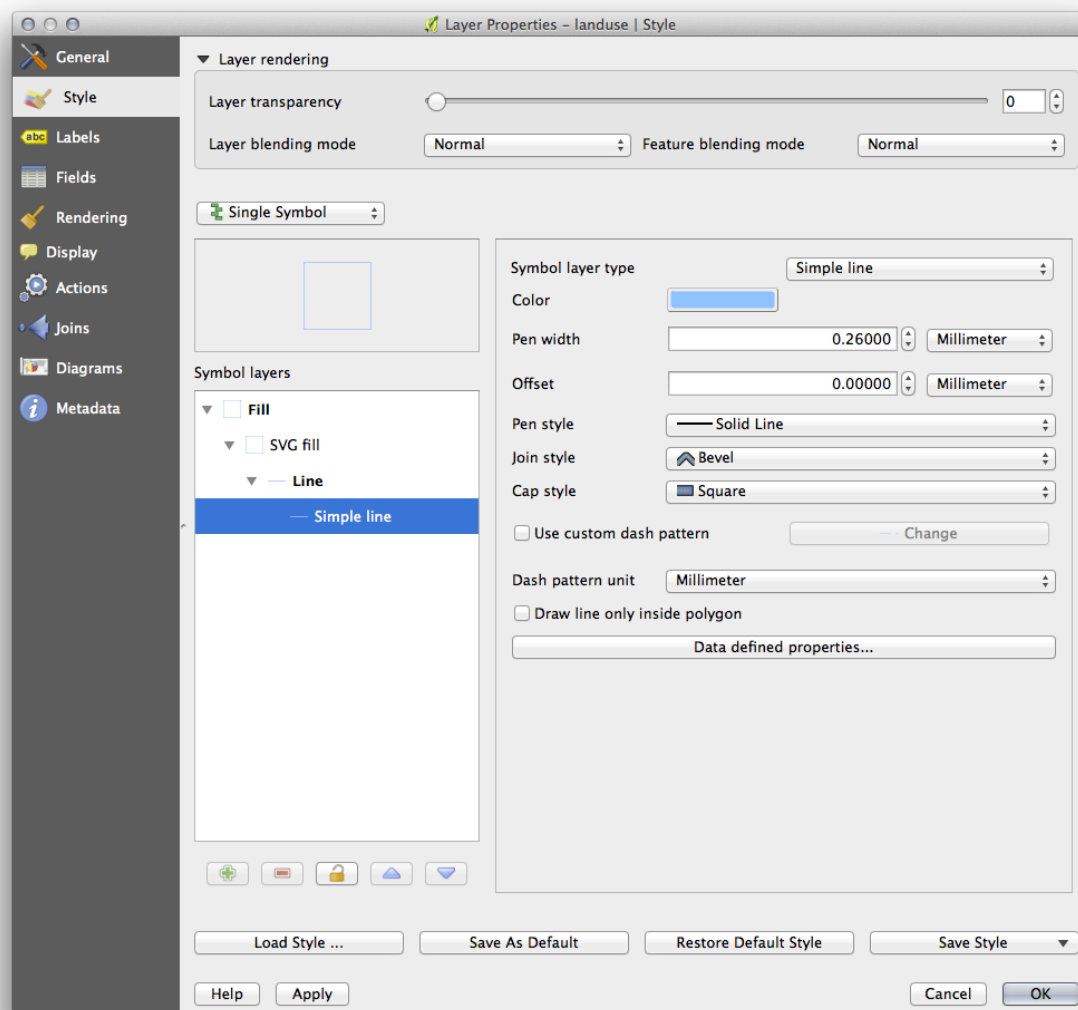 Layer Properties – landuse | Style
General
Style
abc Labels
Fields
Rendering
Display
Actions
Joins
Diagrams
i Metadata
Layer rendering
Layer transparency 0
Layer blending mode Normal Feature blending mode Normal
Single Symbol
Symbol layers
Fill
SVG fill
Line
Simple line
Symbol layer type Simple line
Color
Pen width 0.26000 Millimeter
Offset 0.00000 Millimeter
Pen style Solid Line
Join style Bevel
Cap style Square
Use custom dash pattern Change
Dash pattern unit Millimeter
Draw line only inside polygon
Data defined properties...
Load Style ... Save As Default Restore Default Style Save Style
Help Apply Cancel OK